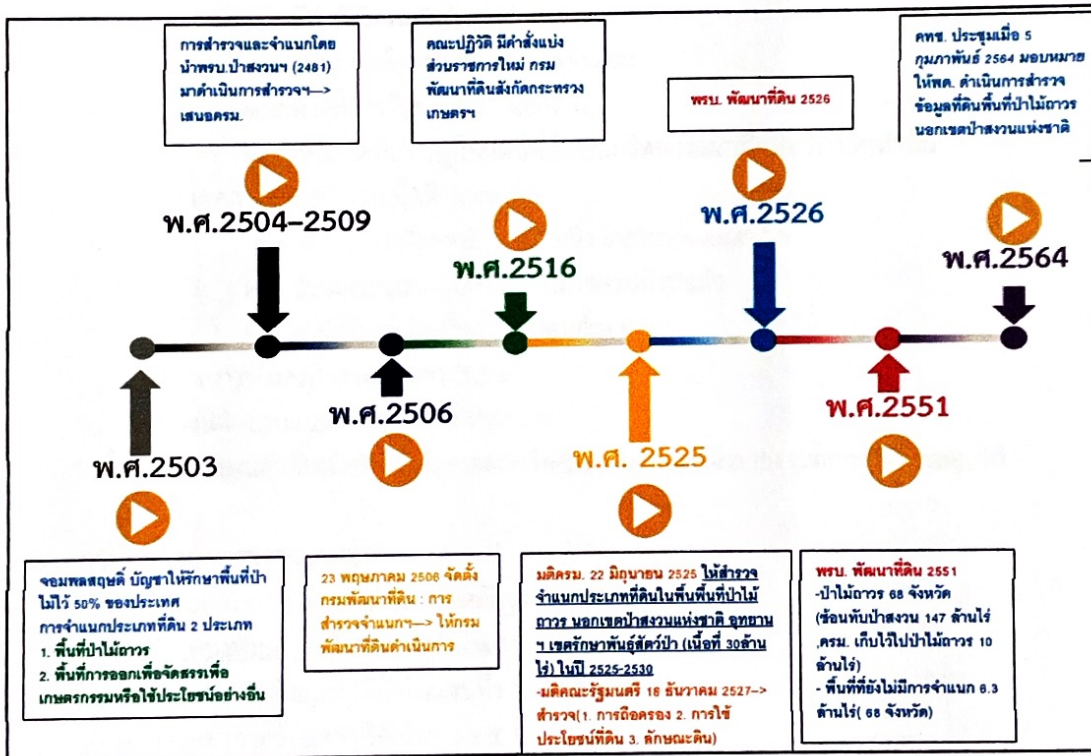 การสำรวจและจำแนกโดย
นำพรบ.ป่าสงวนฯ (2481)
มาดำเนินการสำรวจฯ—>
เสนอครม.
คณะปฏิวัติ มีคำสั่งแบ่ง
ส่วนราชการใหม่ กรม
พัฒนาที่ดินสังกัดกระทรวง
เกษตรฯ
พรบ. พัฒนาที่ดิน 2526
คทช. ประชุมเมื่อ 5
กุมภาพันธ์ 2564 มอบหมาย
ให้พด. ดำเนินการสำรวจ
ข้อมูลที่ดินพื้นที่ป่าไม้ถาวร
นอกเขตป่าสงวนแห่งชาติ
พ.ศ.2504–2509
พ.ศ.2516
พ.ศ.2526
พ.ศ.2564
พ.ศ.2503
พ.ศ.2506
พ.ศ. 2525
พ.ศ.2551
จอมพลสฤษดิ์ บัญชาให้รักษาพื้นที่ป่า
ไม้ไว้ 50% ของประเทศ
การจำแนกประเภทที่ดิน 2 ประเภท
1. พื้นที่ป่าไม้ถาวร
2. พื้นที่การออกเพื่อจัดสรรเพื่อ
เกษตรกรรมหรือใช้ประโยชน์อย่างอื่น
23 พฤษภาคม 2506 จัดตั้ง
กรมพัฒนาที่ดิน : การ
สำรวจจำแนกฯ—> ให้กรม
พัฒนาที่ดินดำเนินการ
มติครม. 22 มิถุนายน 2525 ให้สำรวจ
จำแนกประเภทที่ดินในพื้นพื้นที่ป่าไม้
ถาวร นอกเขตป่าสงวนแห่งชาติ อุทยาน
ฯ เขตรักษาพันธุ์สัตว์ป่า (เนื้อที่ 30ล้าน
ไร่) ในปี 2525-2530
-มติคณะรัฐมนตรี 18 ธันวาคม 2527–>
สำรวจ(1. การถือครอง 2. การใช้
ประโยชน์ที่ดิน 3. ลักษณะดิน)
พรบ. พัฒนาที่ดิน 2551
-ป่าไม้ถาวร 68 จังหวัด
(ซ้อนทับป่าสงวน 147 ล้านไร่
,ครม. เก็บไว้ไปป่าไม้ถาวร 10
ล้านไร่)
- พื้นที่ที่ยังไม่มีการจำแนก 6.3
ล้านไร่( 68 จังหวัด)